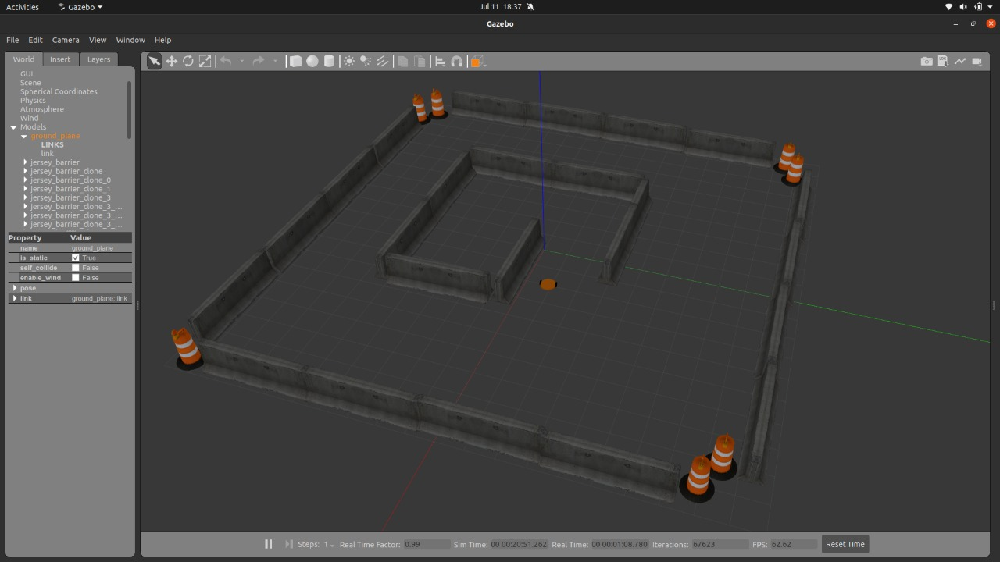 Activities Gazebo Jul 11 18:37
Gazebo
File Edit Camera View Window Help
World Insert Layers
GUI
Scene
Spherical Coordinates
Physics
Atmosphere
Wind
Models
ground_plane
LINKS
link
jersey_barrier
jersey_barrier_clone
jersey_barrier_clone_0
jersey_barrier_clone_1
jersey_barrier_clone_3
jersey_barrier_clone_3_...
jersey_barrier_clone_3_...
jersey_barrier_clone_3_...
Property Value
name ground_plane
is_static True
self_collide False
enable_wind False
pose
link ground_plane::link
Steps: 1 Real Time Factor: 0.99 Sim Time: 00 00:20:51.262 Real Time: 00 00:01:08.780 Iterations: 67623 FPS: 62.62 Reset Time